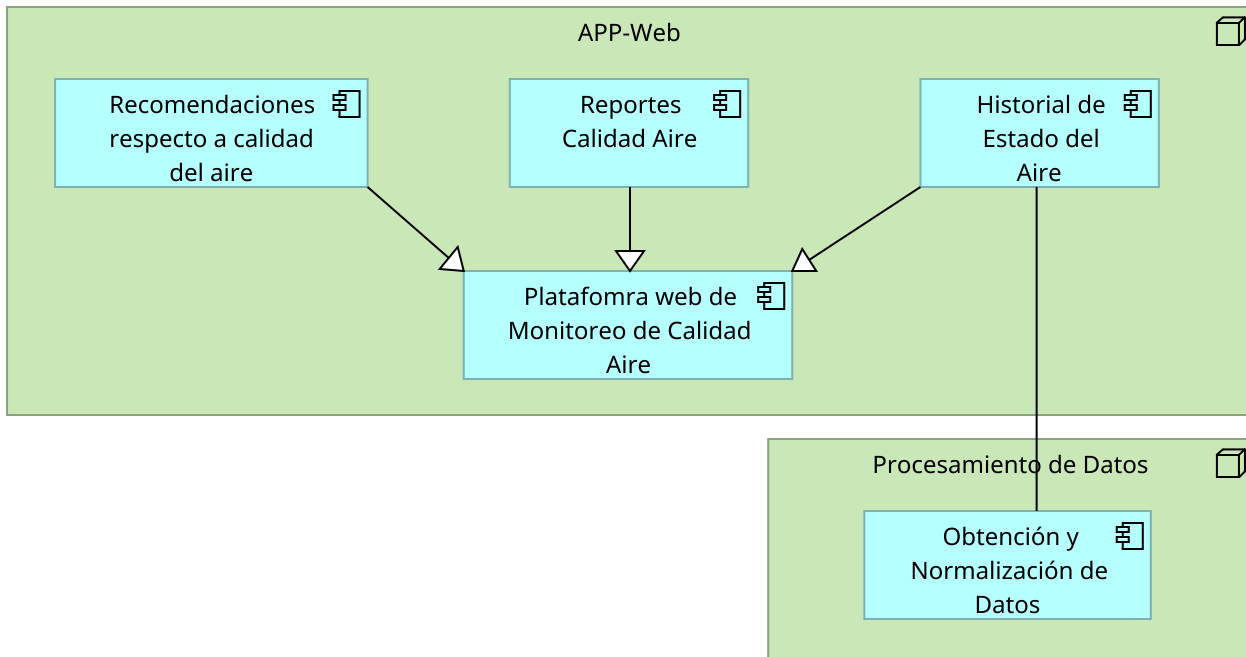 APP-Web
Recomendaciones
respecto a calidad
del aire
Reportes
Calidad Aire
Historial de
Estado del
Aire
Platafomra web de
Monitoreo de Calidad
Aire
Procesamiento de Datos
Obtención y
Normalización de
Datos